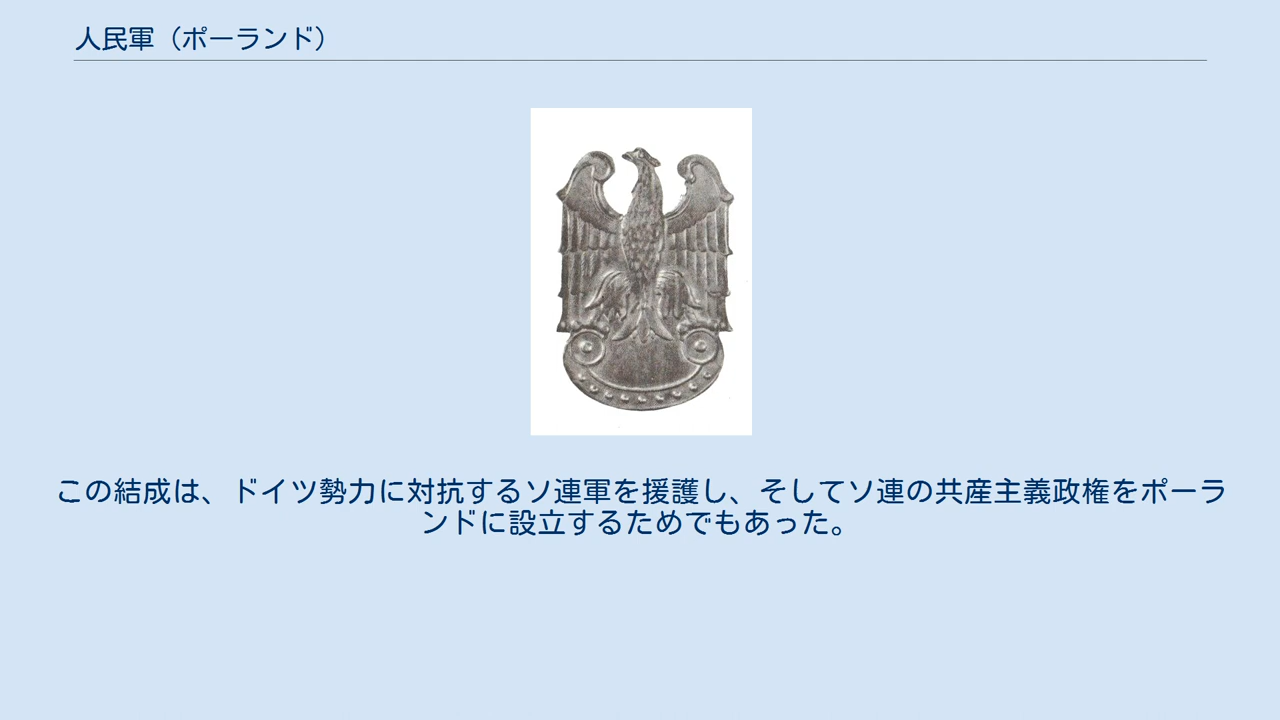 人民軍（ポーランド）
この結成は、ドイツ勢力に対抗するソ連軍を援護し、そしてソ連の共産主義政権をポーラ
ンドに設立するためでもあった。